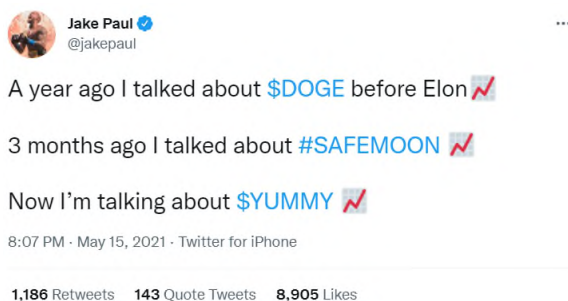 Jake Paul
@jakepaul
A year ago I talked about $DOGE before Elon📈
3 months ago I talked about #SAFEMOON 📈
Now I'm talking about $YUMMY 📈
8:07 PM · May 15, 2021 · Twitter for iPhone
1,186 Retweets 143 Quote Tweets 8,905 Likes